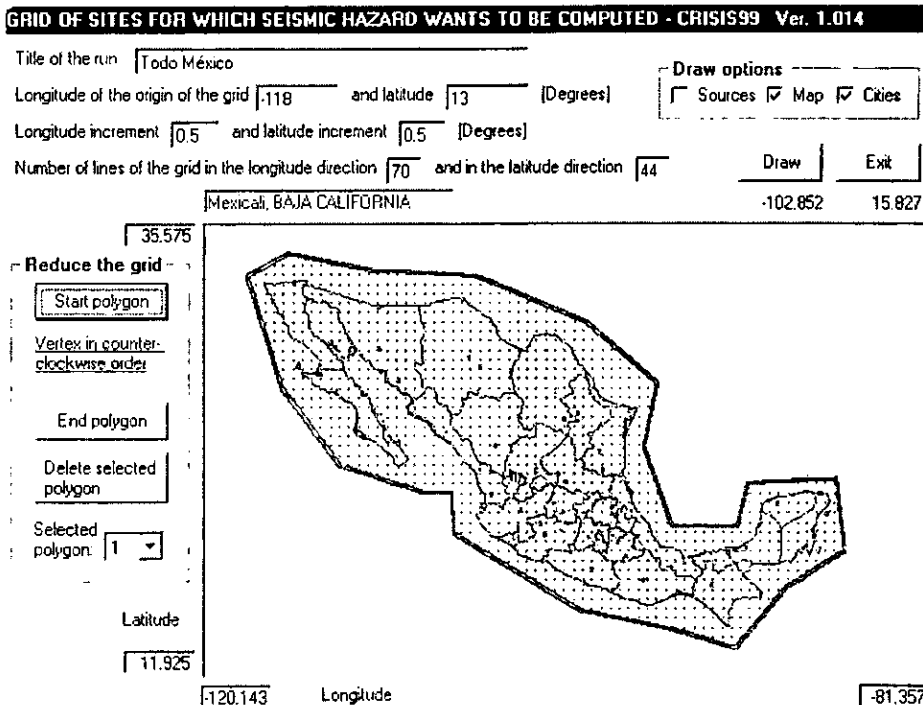 GRID OF SITES FOR WHICH SEISMIC HAZARD WANTS TO BE COMPUTED - CRISIS99 Ver. 1.014
Title of the run Todo México
Draw options
Longitude of the origin of the grid -118 and latitude 13 [Degrees]
Sources Map Cities
Longitude increment 0.5 and latitude increment 0.5 [Degrees]
Number of lines of the grid in the longitude direction 70 and in the latitude direction 44
Draw Exit
Mexicali, BAJA CALIFORNIA -102.852 15.827
35.575
Reduce the grid
Start polygon
Vertex in counter-
clockwise order
End polygon
Delete selected
polygon
Selected
polygon: 1
Latitude
11.925
-120.143 Longitude -81.357